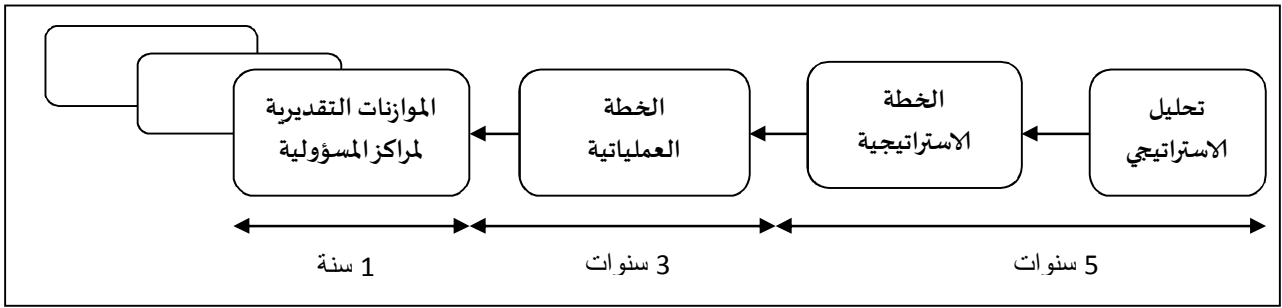 تحليل
الاستراتيجي
الخطة
الاستراتيجية
الخطة
العملياتية
الموازنات التقديرية
لمراكز المسؤولية
5 سنوات
3 سنوات
1 سنة